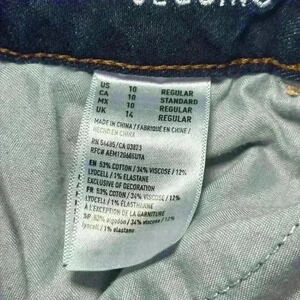 JEGGING
US 10 REGULAR
CA 10 STANDARD
MX 10 REGULAR
UK 14 REGULAR
MADE IN CHINA / FABRIQUÉ EN CHINE /
HECHO EN CHINA
RN 54485/CA 03873
EN 53% COTTON / 34% VISCOSE / 12%
LYOCELL / 1% ELASTANE
EXCLUSIVE OF DECORATION
FR 53% COTON / 34% VISCOSE / 12%
LYOCELL / 1% ÉLASTHANNE
À L'EXCEPTION DE LA GARNITURE
SP 53% algodón / 34% viscosa / 12%
lyocell / 1% elastano